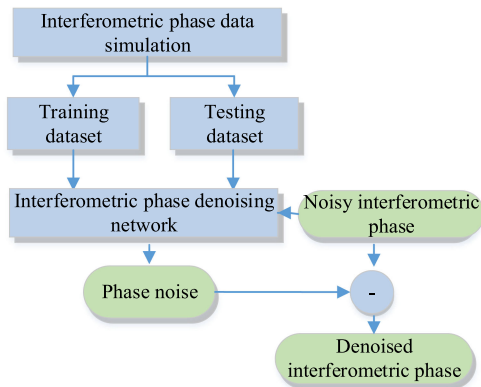 Interferometric phase data
simulation
Training
dataset
Testing
dataset
Interferometric phase denoising
network
Noisy interferometric
phase
Phase noise
-
Denoised
interferometric phase